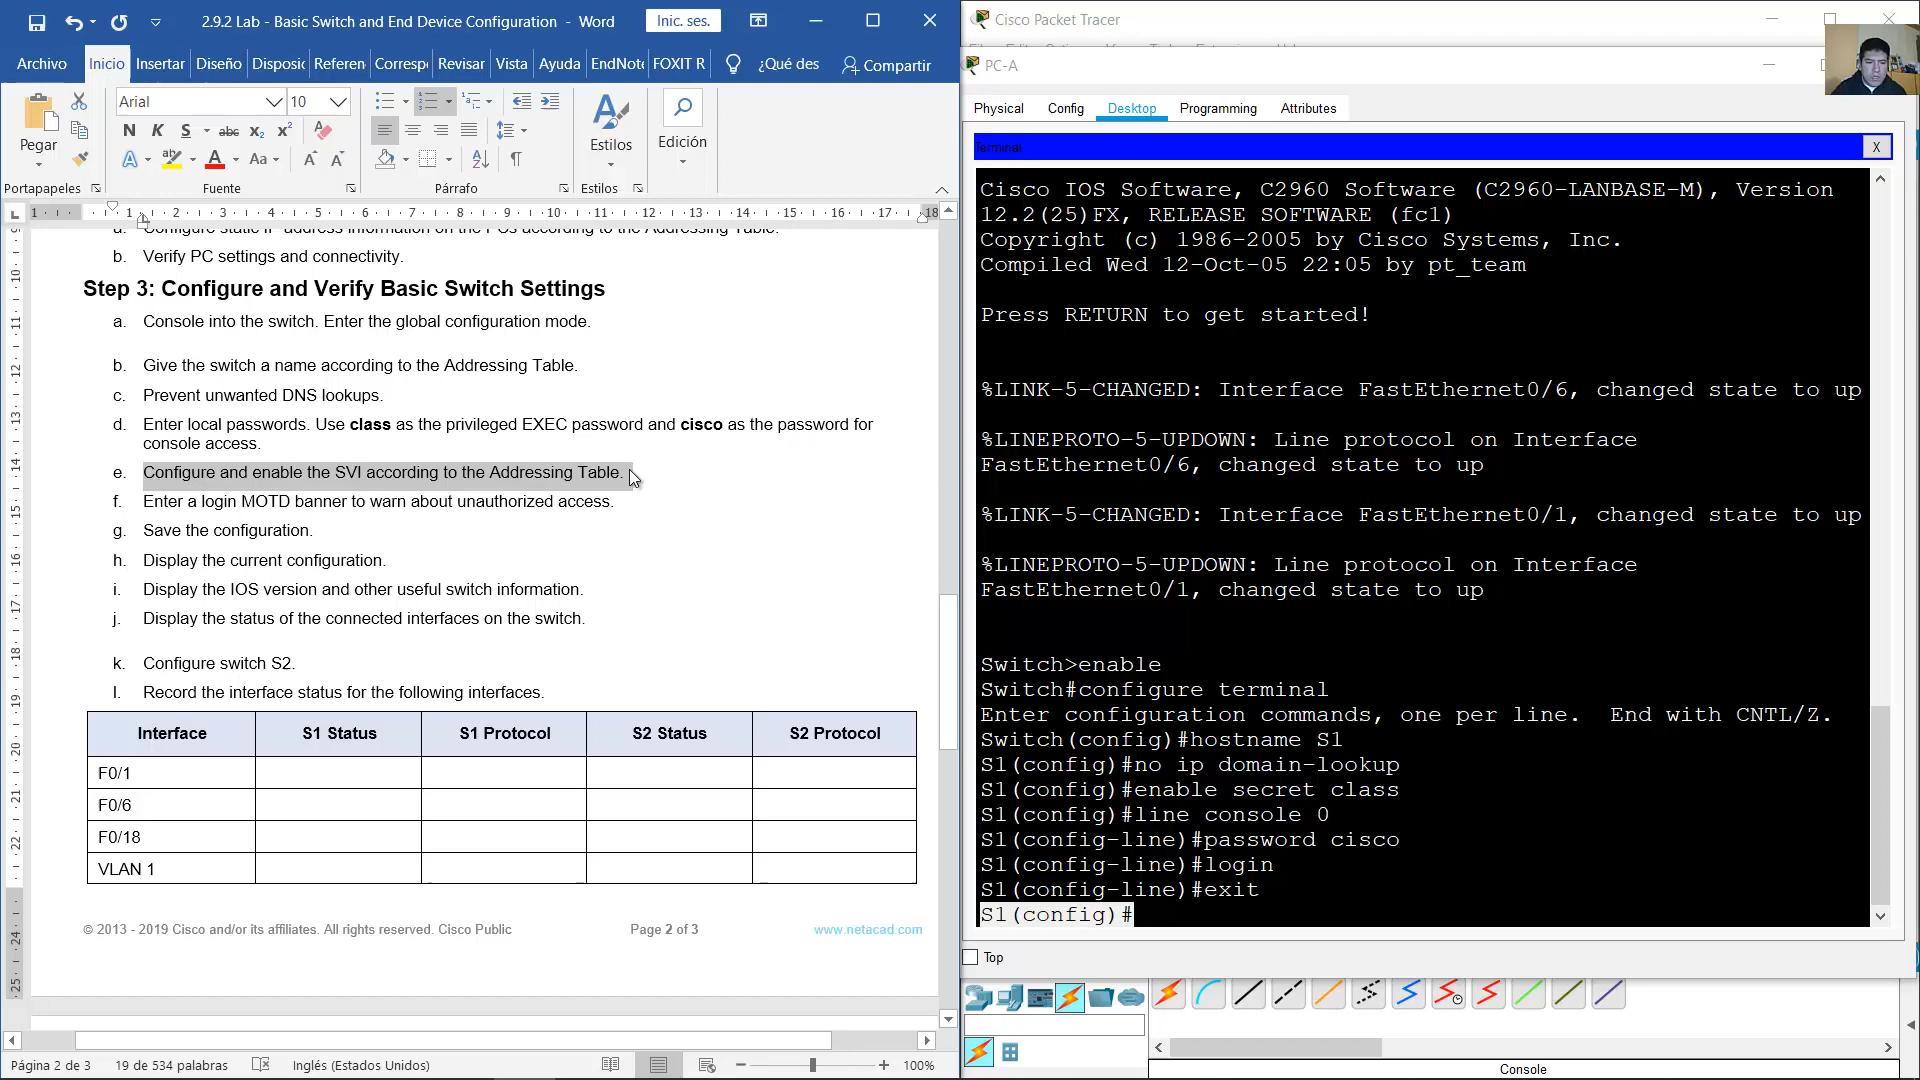 2.9.2 Lab - Basic Switch and End Device Configuration - Word
Inic. ses.
Archivo
Inicio
Insertar
Diseño
Disposic
Referen
Corresp
Revisar
Vista
Ayuda
EndNote
FOXIT R
¿Qué des
Compartir
Pegar
Arial
10
N K S abc x₂ x²
Aa
Estilos
Edición
Portapapeles
Fuente
Párrafo
Estilos
b. Verify PC settings and connectivity.
Step 3: Configure and Verify Basic Switch Settings
a. Console into the switch. Enter the global configuration mode.
b. Give the switch a name according to the Addressing Table.
c. Prevent unwanted DNS lookups.
d. Enter local passwords. Use class as the privileged EXEC password and cisco as the password for
console access.
e. Configure and enable the SVI according to the Addressing Table.
f. Enter a login MOTD banner to warn about unauthorized access.
g. Save the configuration.
h. Display the current configuration.
i. Display the IOS version and other useful switch information.
j. Display the status of the connected interfaces on the switch.
k. Configure switch S2.
l. Record the interface status for the following interfaces.
Interface S1 Status S1 Protocol S2 Status S2 Protocol
F0/1
F0/6
F0/18
VLAN 1
© 2013 - 2019 Cisco and/or its affiliates. All rights reserved. Cisco Public Page 2 of 3 www.netacad.com
Página 2 de 3
19 de 534 palabras
Inglés (Estados Unidos)
100%
Cisco Packet Tracer
PC-A
Physical
Config
Desktop
Programming
Attributes
Terminal
X
Cisco IOS Software, C2960 Software (C2960-LANBASE-M), Version
12.2(25)FX, RELEASE SOFTWARE (fc1)
Copyright (c) 1986-2005 by Cisco Systems, Inc.
Compiled Wed 12-Oct-05 22:05 by pt_team
Press RETURN to get started!
%LINK-5-CHANGED: Interface FastEthernet0/6, changed state to up
%LINEPROTO-5-UPDOWN: Line protocol on Interface
FastEthernet0/6, changed state to up
%LINK-5-CHANGED: Interface FastEthernet0/1, changed state to up
%LINEPROTO-5-UPDOWN: Line protocol on Interface
FastEthernet0/1, changed state to up
Switch>enable
Switch#configure terminal
Enter configuration commands, one per line.  End with CNTL/Z.
Switch(config)#hostname S1
S1(config)#no ip domain-lookup
S1(config)#enable secret class
S1(config)#line console 0
S1(config-line)#password cisco
S1(config-line)#login
S1(config-line)#exit
S1(config)#
Top
Console